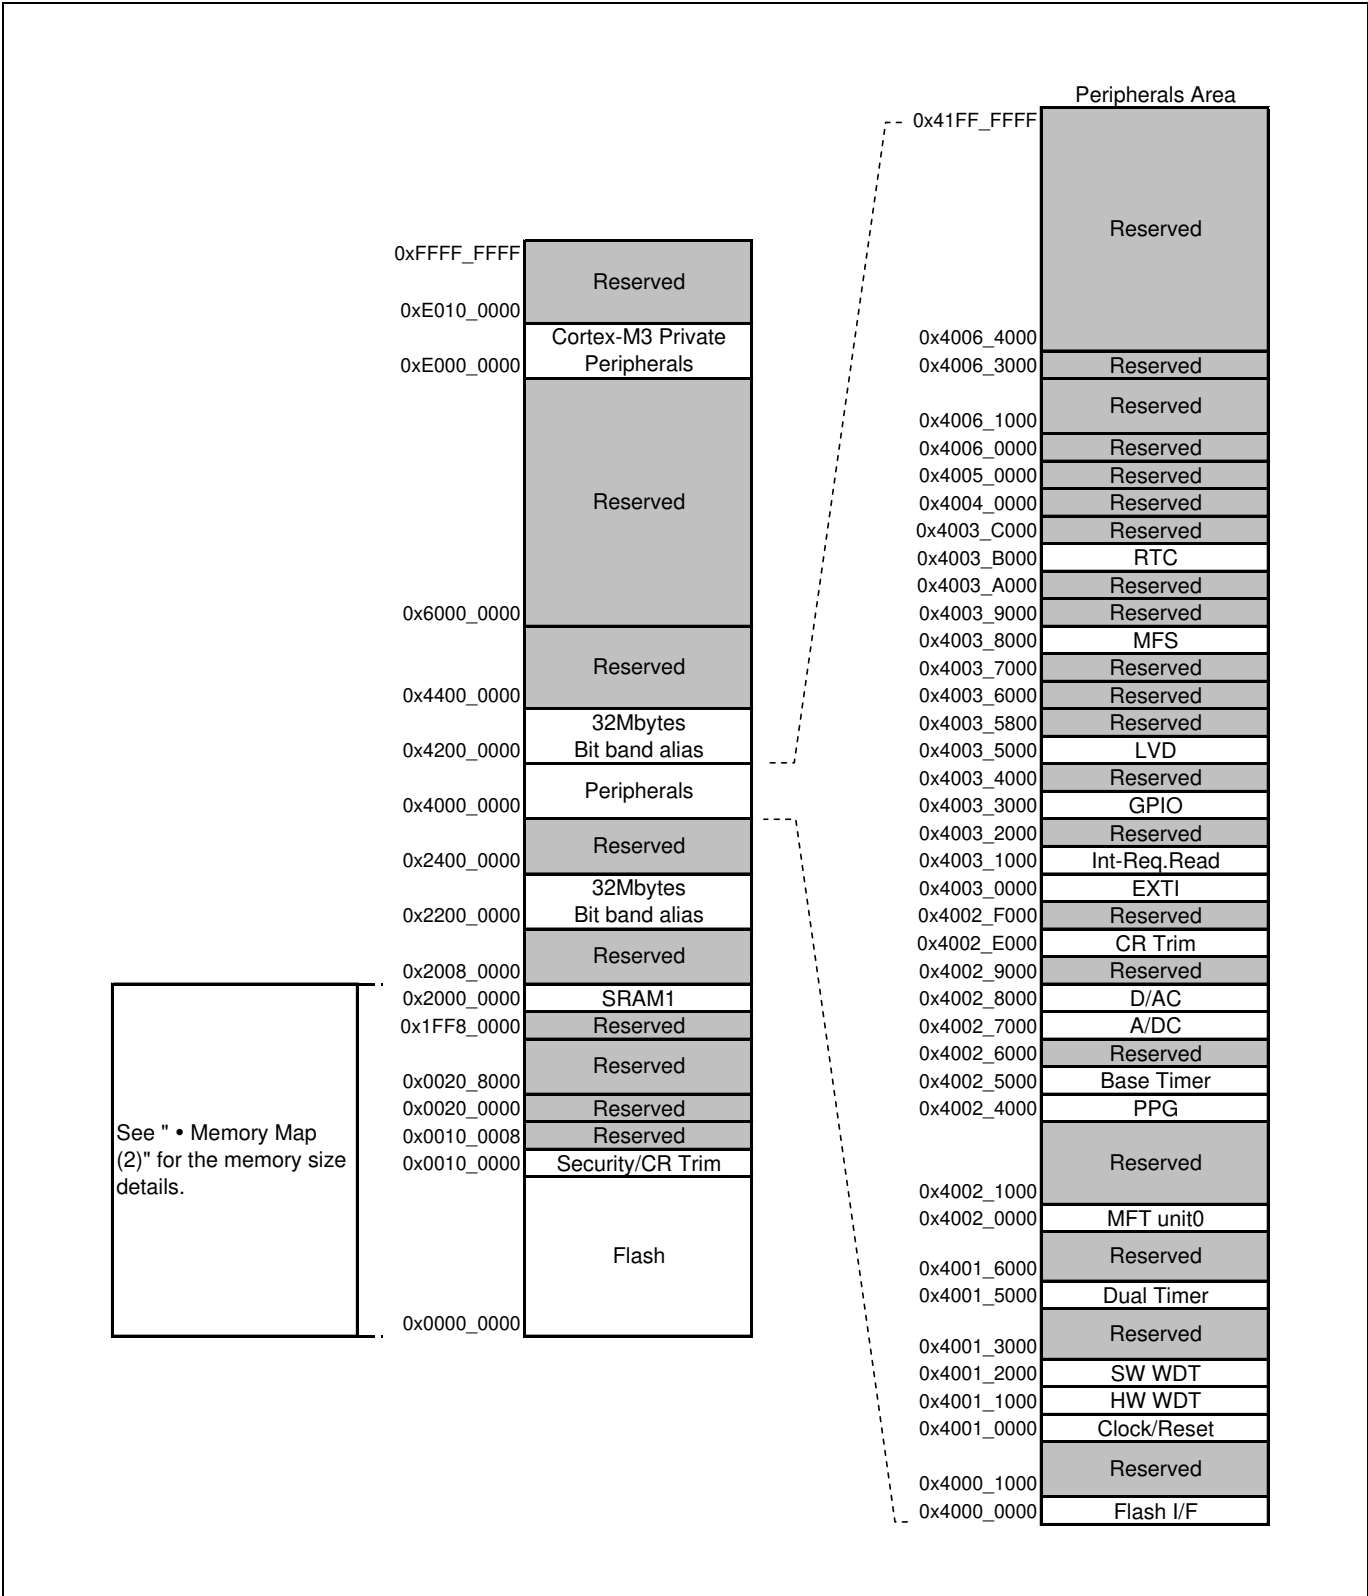 Peripherals Area
0x41FF_FFFF
Reserved
0x4006_4000
0x4006_3000 Reserved
Reserved
0x4006_1000
0x4006_0000 Reserved
0x4005_0000 Reserved
0x4004_0000 Reserved
0x4003_C000 Reserved
0x4003_B000 RTC
0x4003_A000 Reserved
0x4003_9000 Reserved
0x4003_8000 MFS
0x4003_7000 Reserved
0x4003_6000 Reserved
0x4003_5800 Reserved
0x4003_5000 LVD
0x4003_4000 Reserved
0x4003_3000 GPIO
0x4003_2000 Reserved
0x4003_1000 Int-Req.Read
0x4003_0000 EXTI
0x4002_F000 Reserved
0x4002_E000 CR Trim
0x4002_9000 Reserved
0x4002_8000 D/AC
0x4002_7000 A/DC
0x4002_6000 Reserved
0x4002_5000 Base Timer
0x4002_4000 PPG
Reserved
0x4002_1000
0x4002_0000 MFT unit0
Reserved
0x4001_6000
0x4001_5000 Dual Timer
Reserved
0x4001_3000
0x4001_2000 SW WDT
0x4001_1000 HW WDT
0x4001_0000 Clock/Reset
Reserved
0x4000_1000
0x4000_0000 Flash I/F
0xFFFF_FFFF
Reserved
0xE010_0000
Cortex-M3 Private
0xE000_0000 Peripherals
Reserved
0x6000_0000
Reserved
0x4400_0000
32Mbytes
0x4200_0000 Bit band alias
Peripherals
0x4000_0000
Reserved
0x2400_0000
32Mbytes
0x2200_0000 Bit band alias
Reserved
0x2008_0000
0x2000_0000 SRAM1
0x1FF8_0000 Reserved
Reserved
0x0020_8000
0x0020_0000 Reserved
0x0010_0008 Reserved
0x0010_0000 Security/CR Trim
Flash
0x0000_0000
See " • Memory Map
(2)" for the memory size
details.